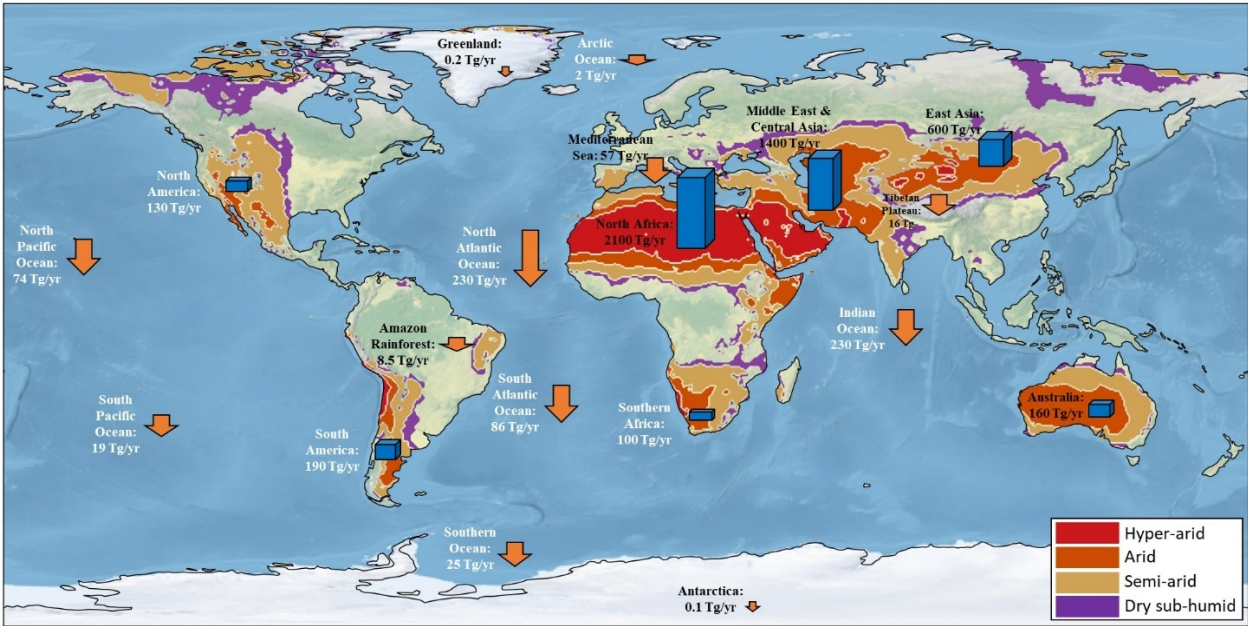 Greenland:
0.2 Tg/yr
Arctic
Ocean:
2 Tg/yr
Middle East &
Central Asia:
1400 Tg/yr
East Asia:
600 Tg/yr
Mediterranean
Sea: 57 Tg/yr
North
America:
130 Tg/yr
Tibetan
Plateau:
16 Tg
North
Pacific
Ocean:
74 Tg/yr
North
Atlantic
Ocean:
230 Tg/yr
North Africa:
2100 Tg/yr
Amazon
Rainforest:
8.5 Tg/yr
Indian
Ocean:
230 Tg/yr
South
Pacific
Ocean:
19 Tg/yr
South
Atlantic
Ocean:
86 Tg/yr
South
America:
190 Tg/yr
Southern
Africa:
100 Tg/yr
Australia:
160 Tg/yr
Southern
Ocean:
25 Tg/yr
Antarctica:
0.1 Tg/yr
Hyper-arid
Arid
Semi-arid
Dry sub-humid